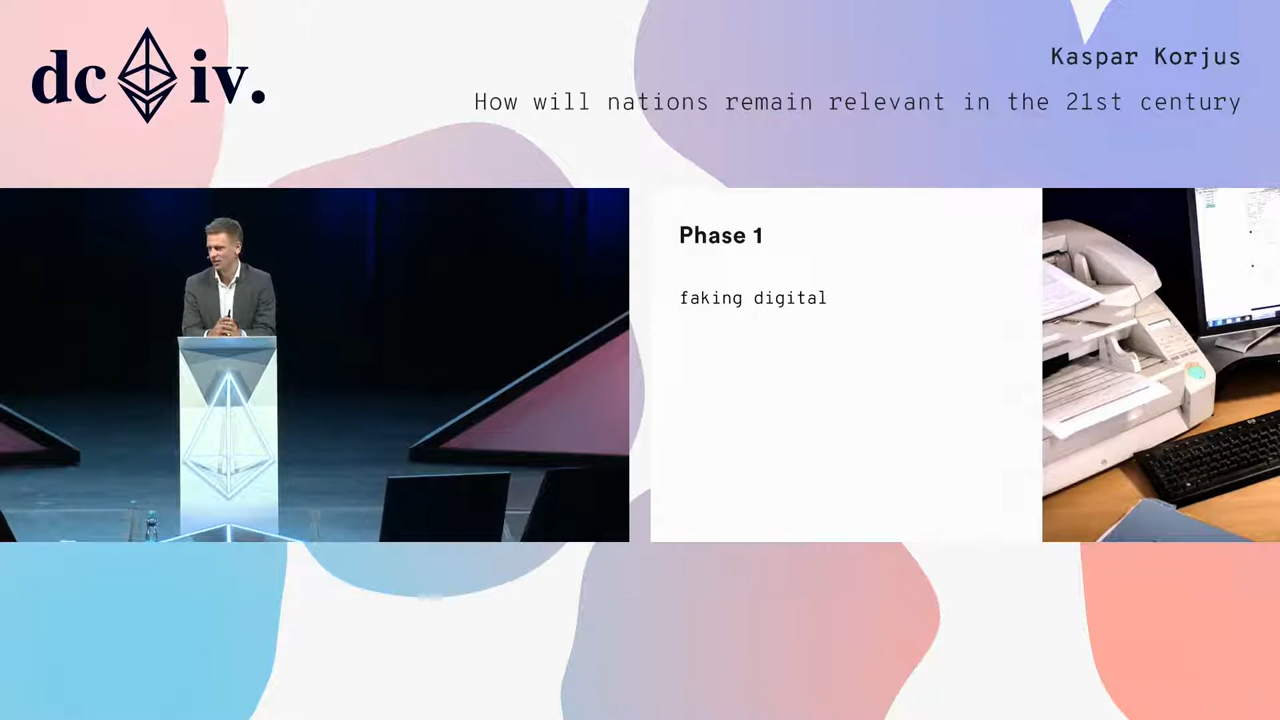 dc iv.
Kaspar Korjus
How will nations remain relevant in the 21st century
Phase 1
faking digital